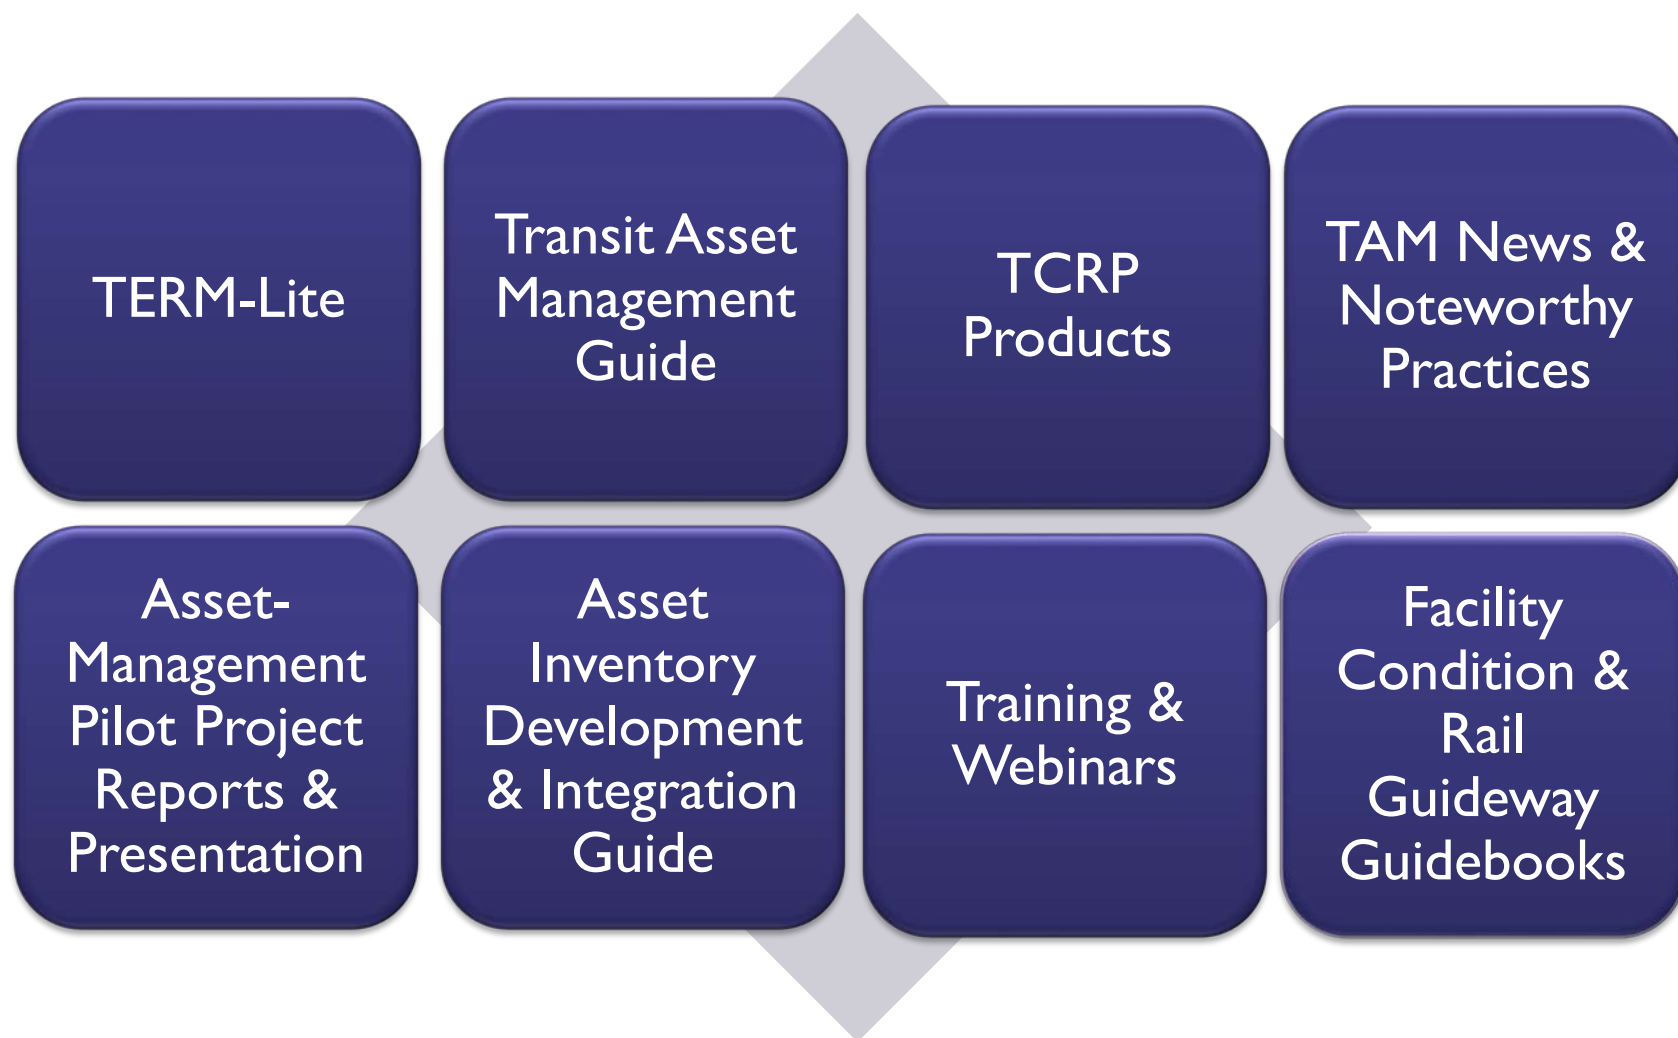 TERM-Lite
Transit Asset
Management
Guide
TCRP
Products
TAM News &
Noteworthy
Practices
Asset-
Management
Pilot Project
Reports &
Presentation
Asset
Inventory
Development
& Integration
Guide
Training &
Webinars
Facility
Condition &
Rail
Guideway
Guidebooks